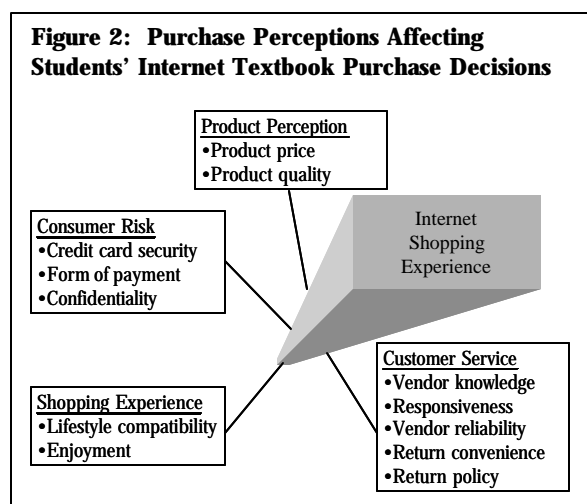 Figure 2: Purchase Perceptions Affecting
Students’ Internet Textbook Purchase Decisions
Product Perception
•Product price
•Product quality
Internet
Shopping
Experience
Consumer Risk
•Credit card security
•Form of payment
•Confidentiality
Customer Service
•Vendor knowledge
•Responsiveness
•Vendor reliability
•Return convenience
•Return policy
Shopping Experience
•Lifestyle compatibility
•Enjoyment